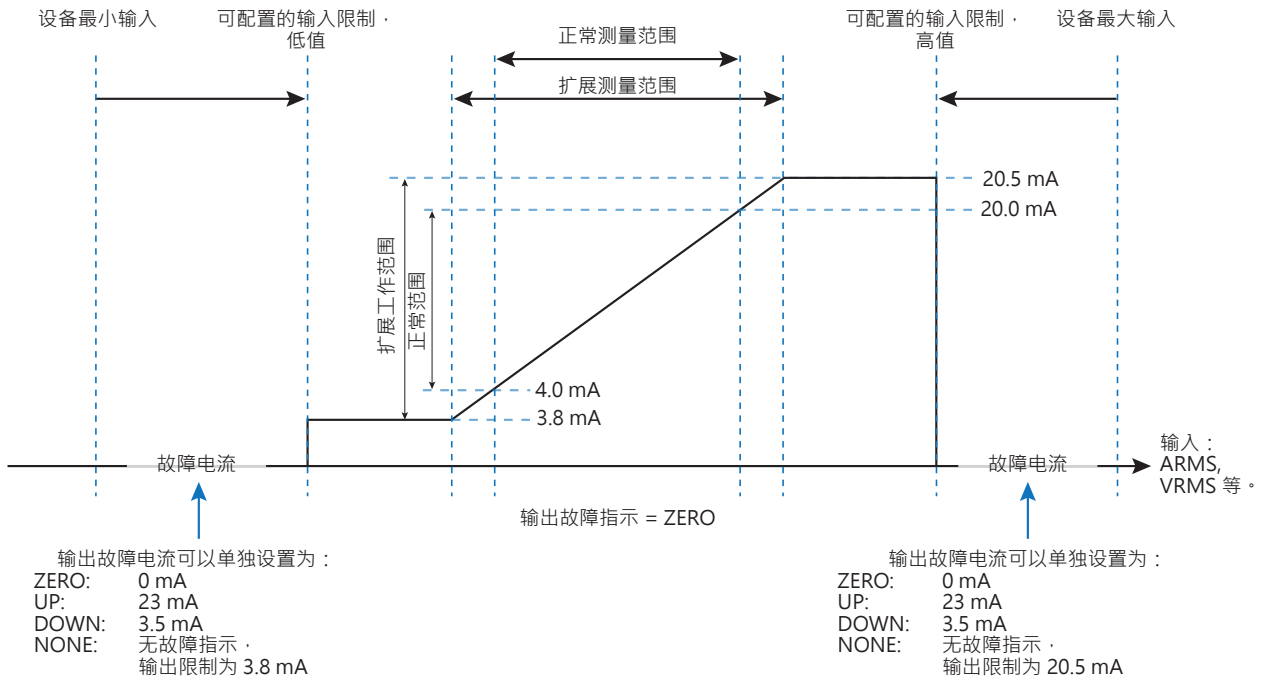 设备最小输入
可配置的输入限制，
低值
正常测量范围
扩展测量范围
可配置的输入限制，
高值
设备最大输入
扩展工作范围
正常范围
20.5 mA
20.0 mA
4.0 mA
3.8 mA
故障电流
故障电流
输入：
ARMS,
VRMS 等。
输出故障指示 = ZERO
输出故障电流可以单独设置为：
ZERO: 0 mA
UP: 23 mA
DOWN: 3.5 mA
NONE: 无故障指示，
输出限制为 3.8 mA
输出故障电流可以单独设置为：
ZERO: 0 mA
UP: 23 mA
DOWN: 3.5 mA
NONE: 无故障指示，
输出限制为 20.5 mA